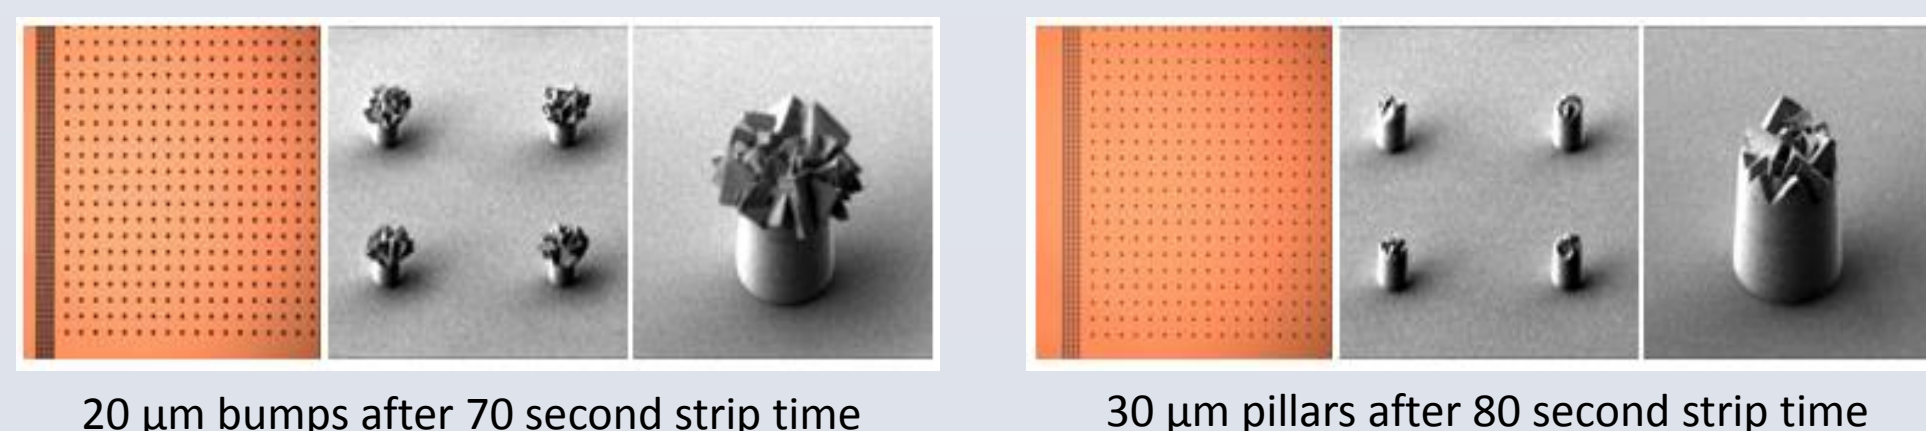 20 μm bumps after 70 second strip time
30 μm pillars after 80 second strip time